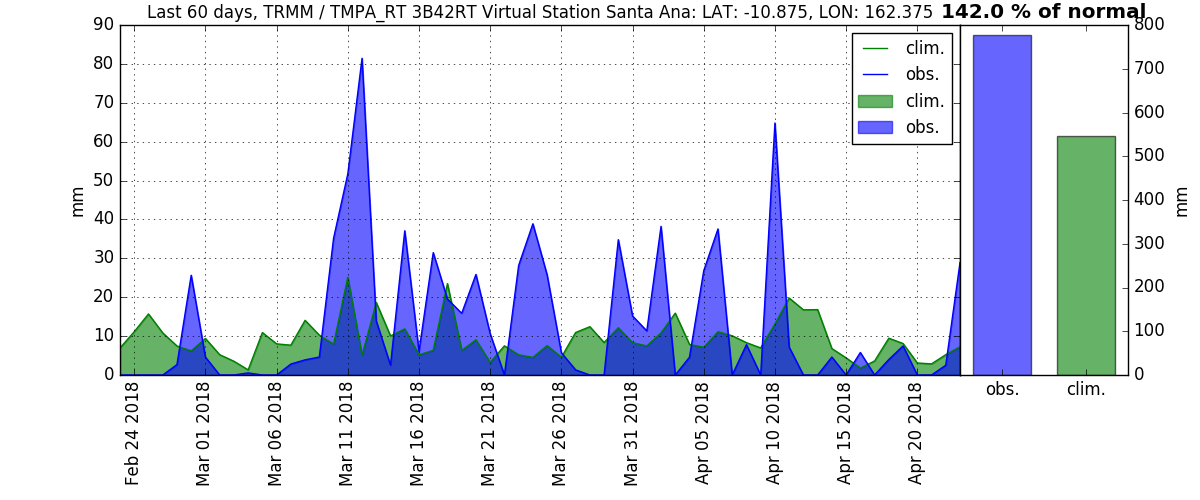 Last 60 days, TRMM / TMPA_RT 3B42RT Virtual Station Santa Ana: LAT: -10.875, LON: 162.375 142.0 % of normal
90
80
70
60
50
40
30
20
10
0
mm
clim.
obs.
clim.
obs.
Feb 24 2018
Mar 01 2018
Mar 06 2018
Mar 11 2018
Mar 16 2018
Mar 21 2018
Mar 26 2018
Mar 31 2018
Apr 05 2018
Apr 10 2018
Apr 15 2018
Apr 20 2018
800
700
600
500
400
300
200
100
0
mm
obs.
clim.